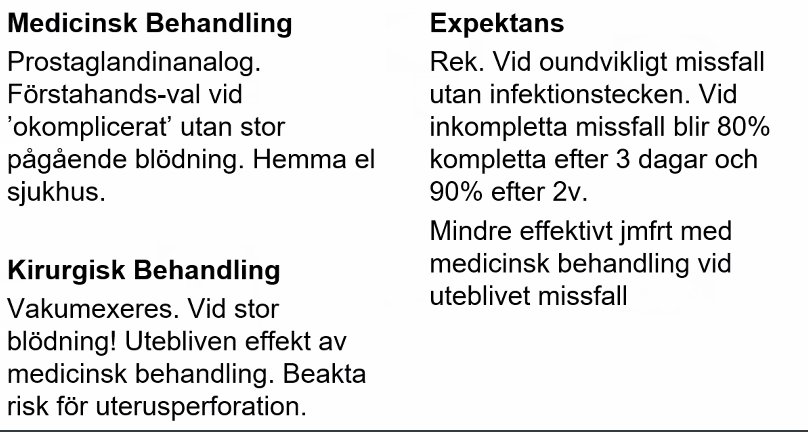 Medicinsk Behandling
Prostaglandinanalog.
Förstahands-val vid
’okomplicerat’ utan stor
pågående blödning. Hemma el
sjukhus.
Kirurgisk Behandling
Vakumexeres. Vid stor
blödning! Utebliven effekt av
medicinsk behandling. Beakta
risk för uterusperforation.
Expektans
Rek. Vid oundvikligt missfall
utan infektionstecken. Vid
inkompletta missfall blir 80%
kompletta efter 3 dagar och
90% efter 2v.
Mindre effektivt jmfrt med
medicinsk behandling vid
uteblivet missfall